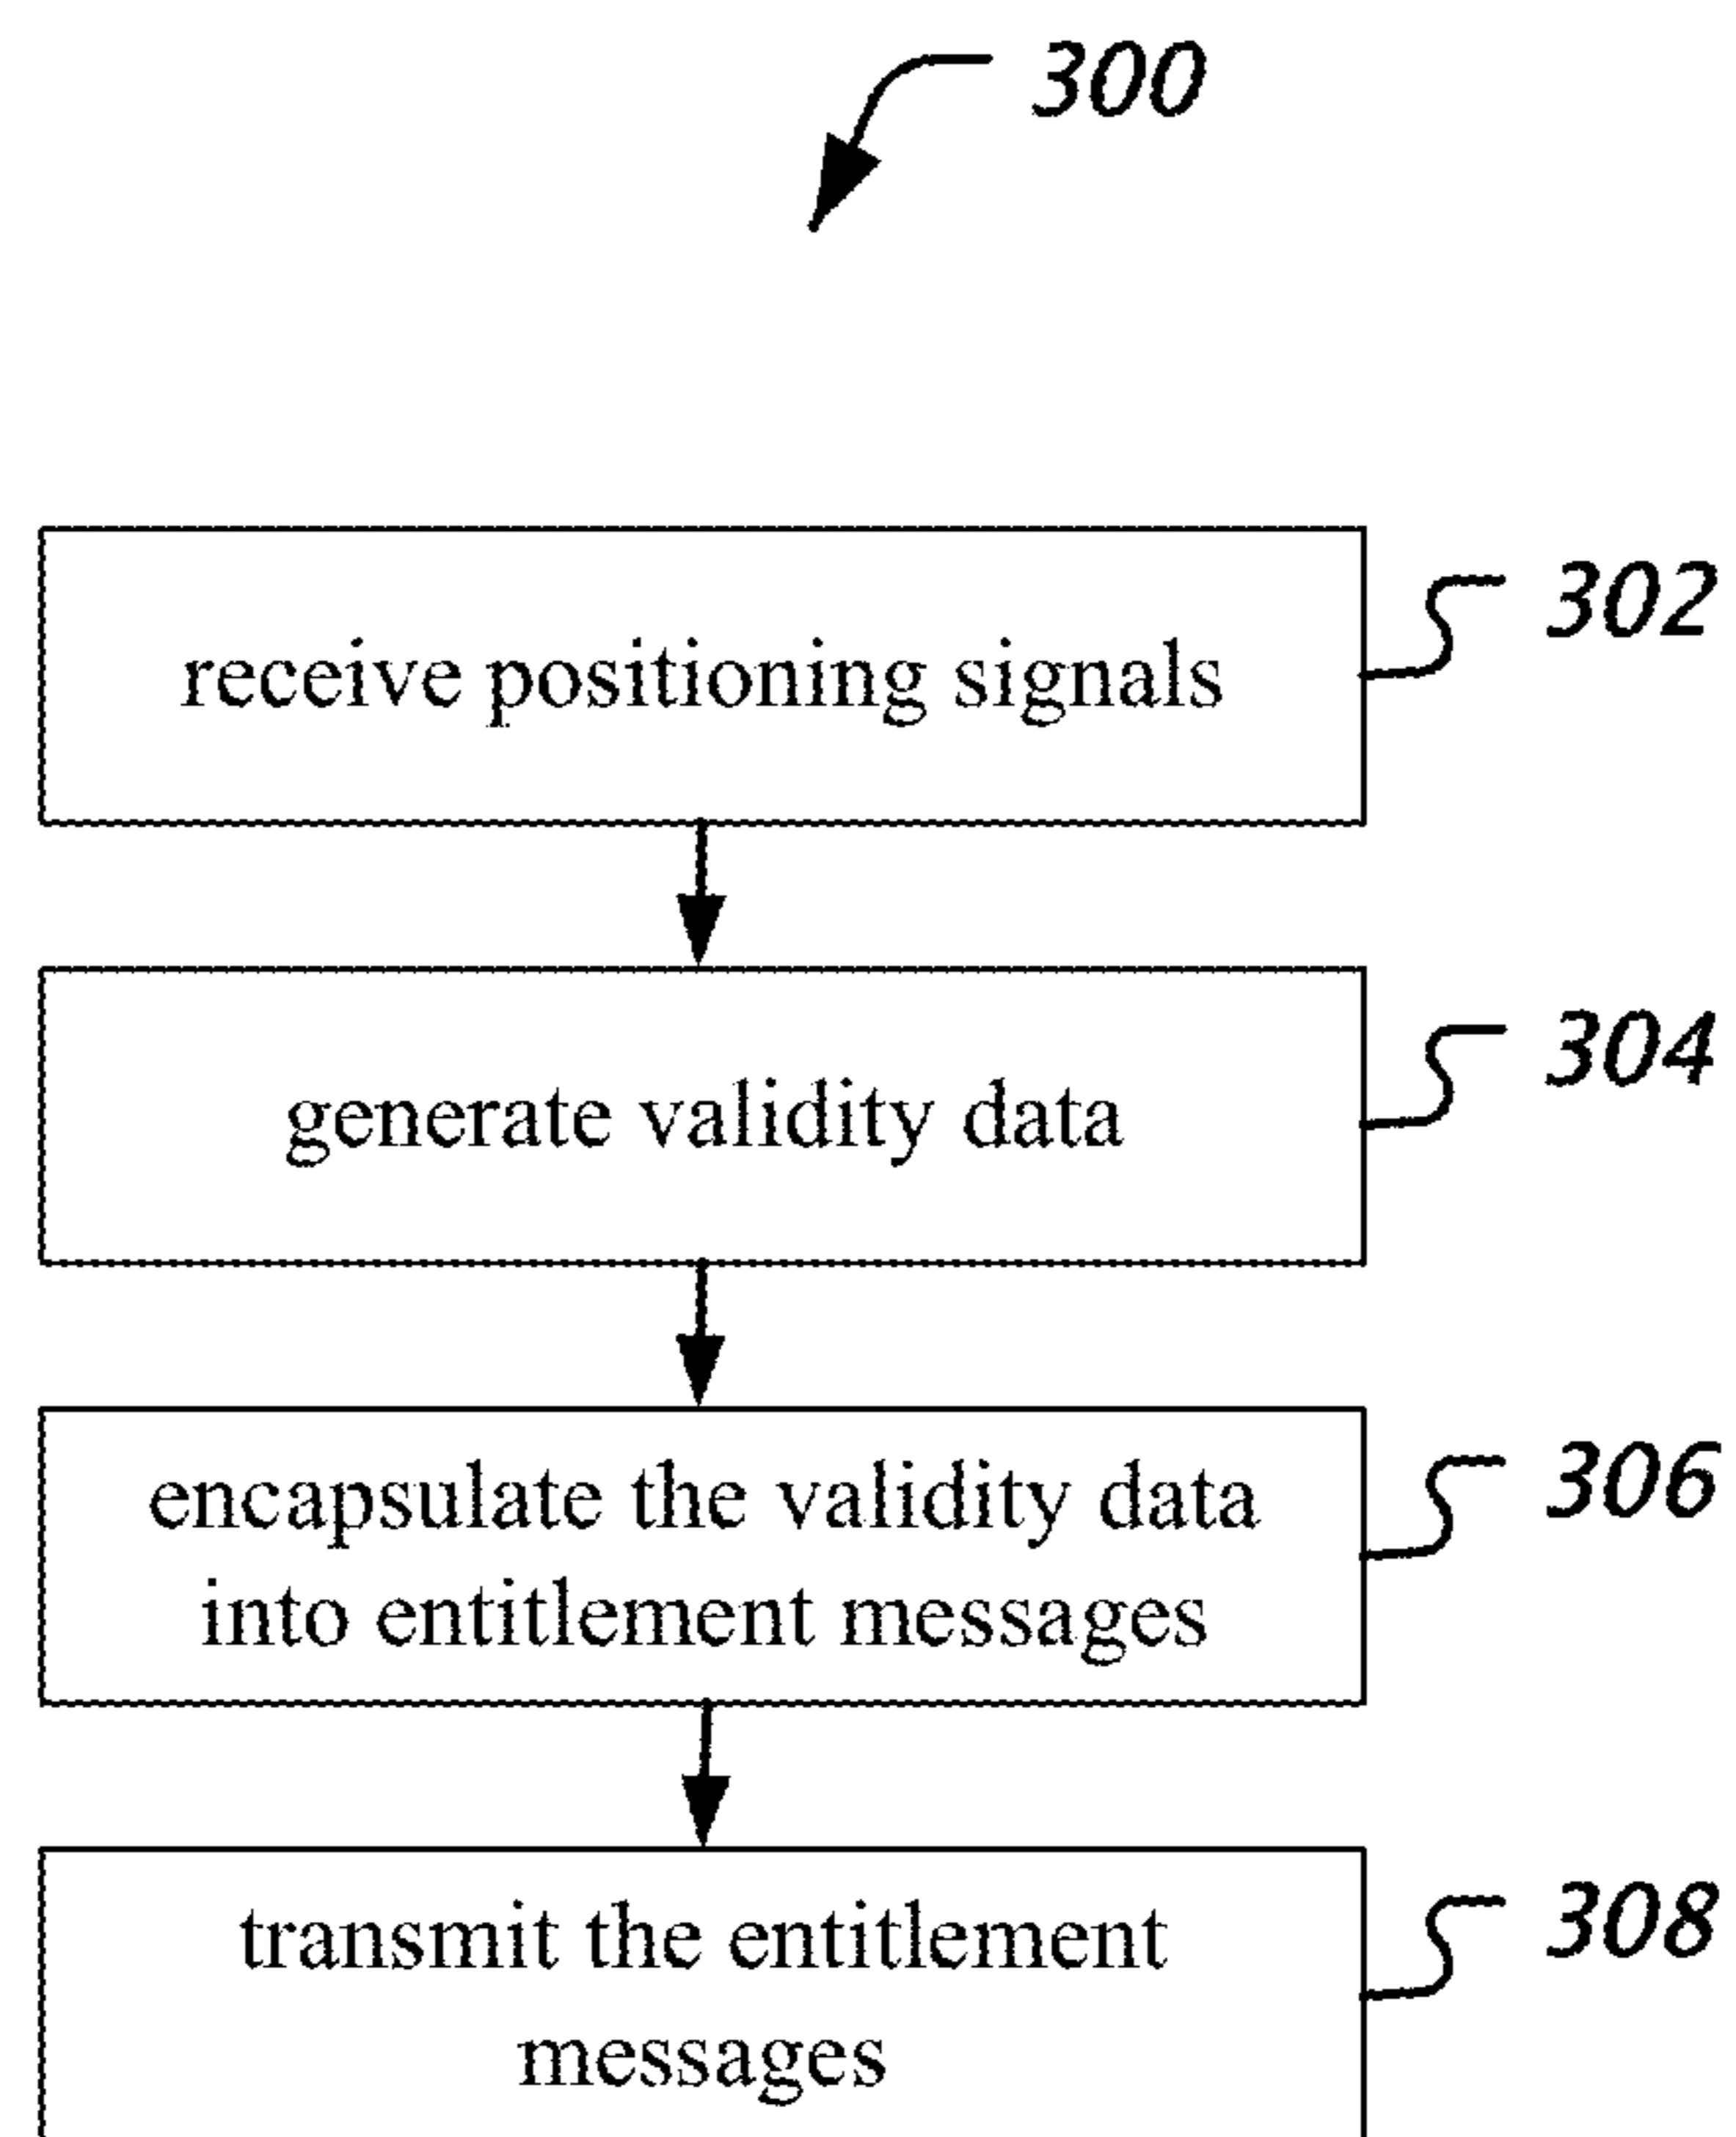 300
receive positioning signals
302
generate validity data
304
encapsulate the validity data
into entitlement messages
306
transmit the entitlement
messages
308